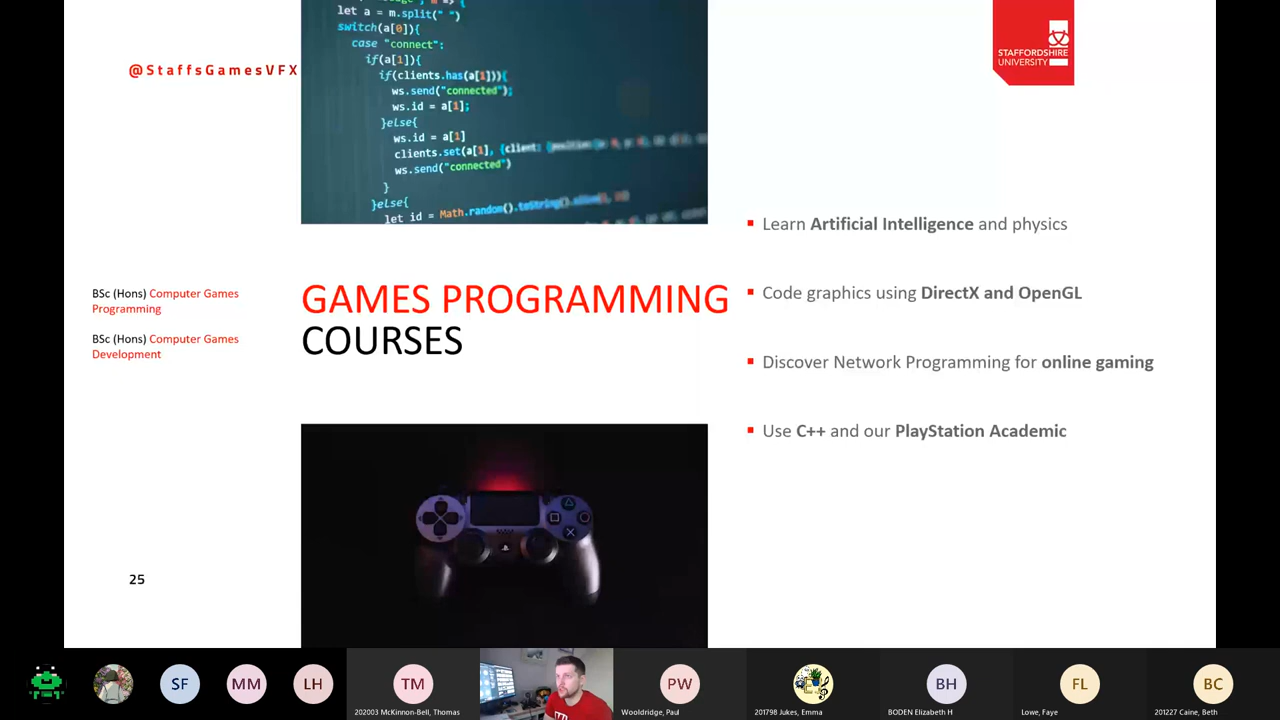 @StaffsGamesVFX
let a = m.split(" ")
switch(a[0]){
case "connect":
if(a[1]){
if(clients.has(a[1])){
ws.send("connected");
ws.id = a[1];
}else{
ws.id = a[1]
clients.set(a[1], {client:
ws.send("connected")
}
}else{
let id = Math.random().toString(
STAFFORDSHIRE
UNIVERSITY
BSc (Hons) Computer Games
Programming
BSc (Hons) Computer Games
Development
GAMES PROGRAMMING
COURSES
▪ Learn Artificial Intelligence and physics
▪ Code graphics using DirectX and OpenGL
▪ Discover Network Programming for online gaming
▪ Use C++ and our PlayStation Academic
25
SF
MM
LH
TM
202003 McKinnon-Bell, Thomas
PW
Wooldridge, Paul
E
201798 Jukes, Emma
BH
BODEN Elizabeth H
FL
Lowe, Faye
BC
201227 Caine, Beth